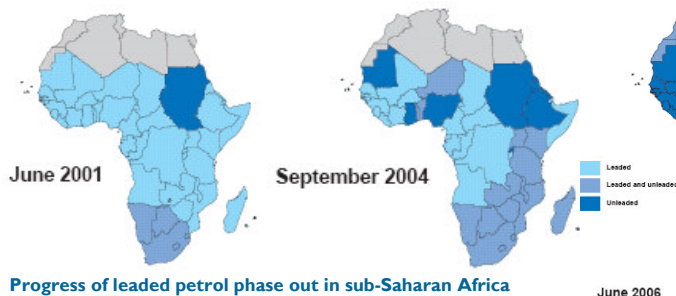 June 2001
September 2004
Leaded
Leaded and unleaded
Unleaded
Progress of leaded petrol phase out in sub-Saharan Africa
June 2006